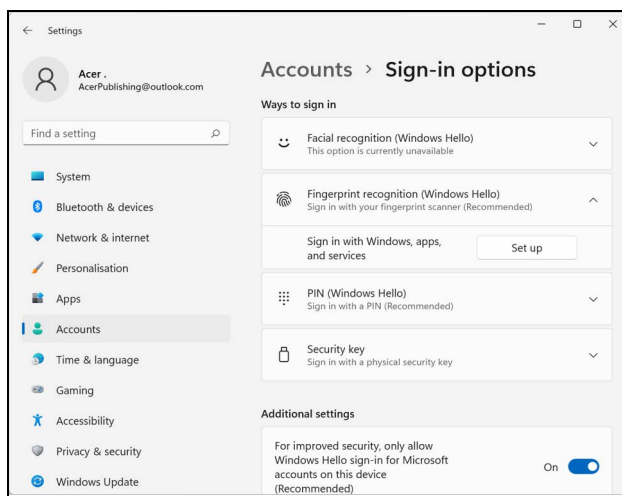 Settings
Acer .
AcerPublishing@outlook.com
Find a setting
System
Bluetooth & devices
Network & internet
Personalisation
Apps
Accounts
Time & language
Gaming
Accessibility
Privacy & security
Windows Update
Accounts > Sign-in options
Ways to sign in
Facial recognition (Windows Hello)
This option is currently unavailable
Fingerprint recognition (Windows Hello)
Sign in with your fingerprint scanner (Recommended)
Sign in with Windows, apps,
and services
Set up
PIN (Windows Hello)
Sign in with a PIN (Recommended)
Security key
Sign in with a physical security key
Additional settings
For improved security, only allow
Windows Hello sign-in for Microsoft
accounts on this device
(Recommended)
On